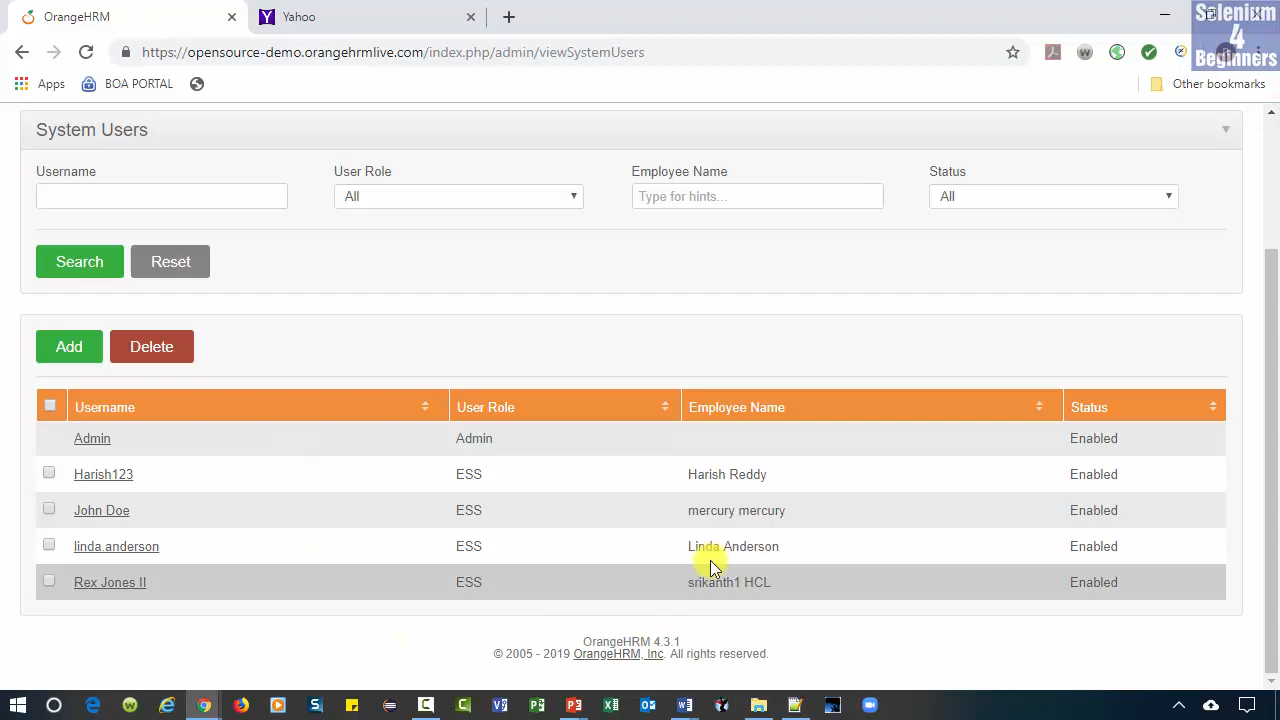 OrangeHRM
Yahoo
Selenium
4
Beginners
https://opensource-demo.orangehrmlive.com/index.php/admin/viewSystemUsers
Apps
BOA PORTAL
Other bookmarks
System Users
Username
User Role
Employee Name
Status
All
Type for hints...
All
Search
Reset
Add
Delete
Username User Role Employee Name Status
Admin Admin Enabled
Harish123 ESS Harish Reddy Enabled
John Doe ESS mercury mercury Enabled
linda.anderson ESS Linda Anderson Enabled
Rex Jones II ESS srikanth1 HCL Enabled
OrangeHRM 4.3.1
© 2005 - 2019 OrangeHRM, Inc. All rights reserved.